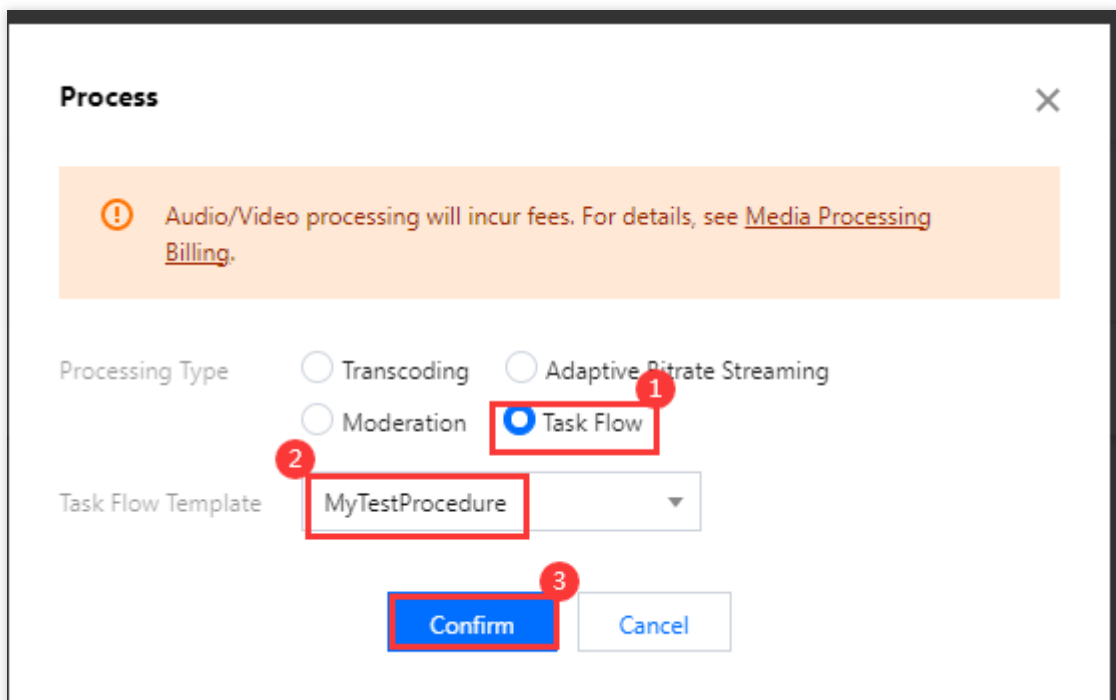 Process
Audio/Video processing will incur fees. For details, see Media Processing
Billing.
Processing Type Transcoding Adaptive Bitrate Streaming
1
Moderation Task Flow
2
Task Flow Template MyTestProcedure
3
Confirm Cancel